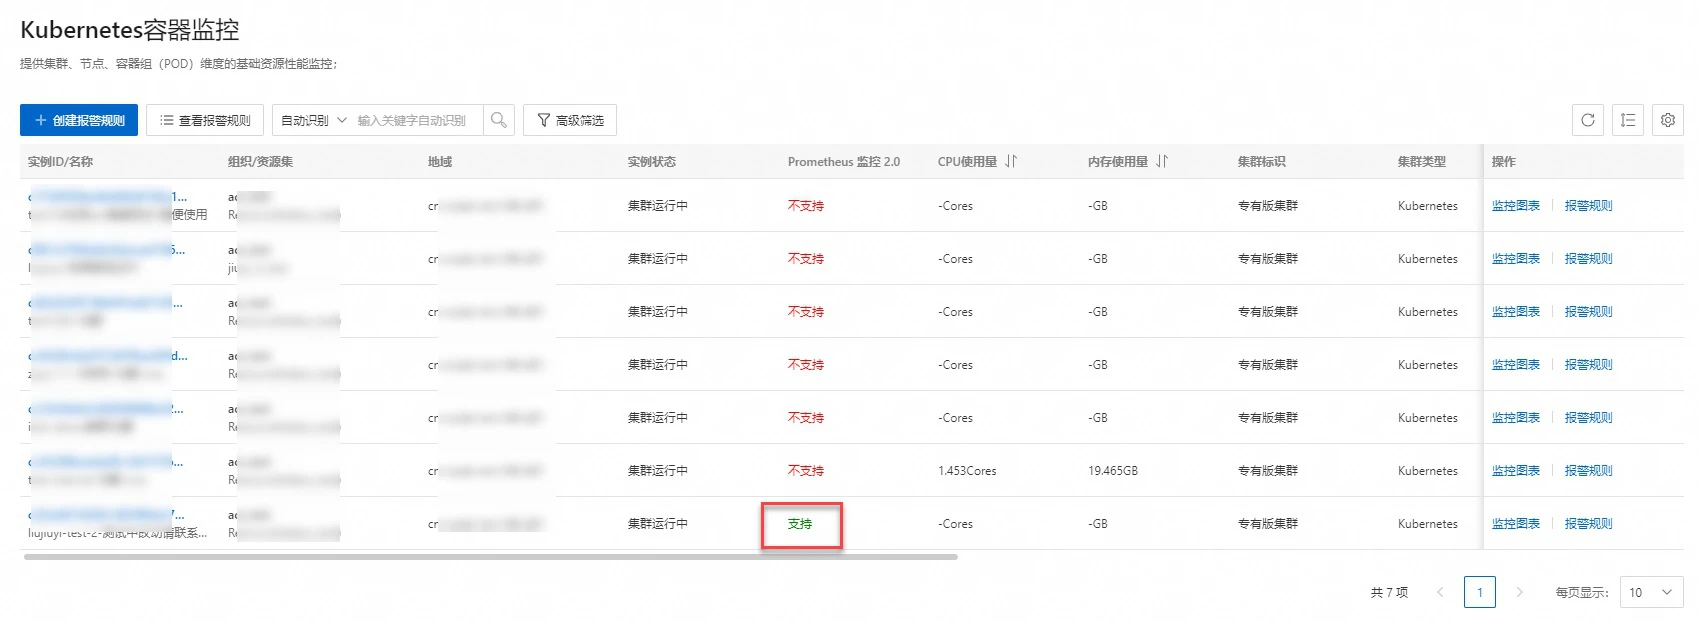 Kubernetes容器监控
提供集群、节点、容器组（POD）维度的基础资源性能监控；
创建报警规则 查看报警规则 自动识别 输入关键字自动识别 高级筛选
实例ID/名称 组织/资源集 地域 实例状态 Prometheus 监控 2.0 CPU使用量 内存使用量 集群标识 集群类型 操作
集群运行中 不支持 -Cores -GB 专有版集群 Kubernetes 监控图表 报警规则
便使用
集群运行中 不支持 -Cores -GB 专有版集群 Kubernetes 监控图表 报警规则
集群运行中 不支持 -Cores -GB 专有版集群 Kubernetes 监控图表 报警规则
集群运行中 不支持 -Cores -GB 专有版集群 Kubernetes 监控图表 报警规则
集群运行中 不支持 -Cores -GB 专有版集群 Kubernetes 监控图表 报警规则
集群运行中 不支持 1.453Cores 19.465GB 专有版集群 Kubernetes 监控图表 报警规则
集群运行中 支持 -Cores -GB 专有版集群 Kubernetes 监控图表 报警规则
liujiuyi-test-2-测试中改动请联系...
共 7 项 1 每页显示： 10